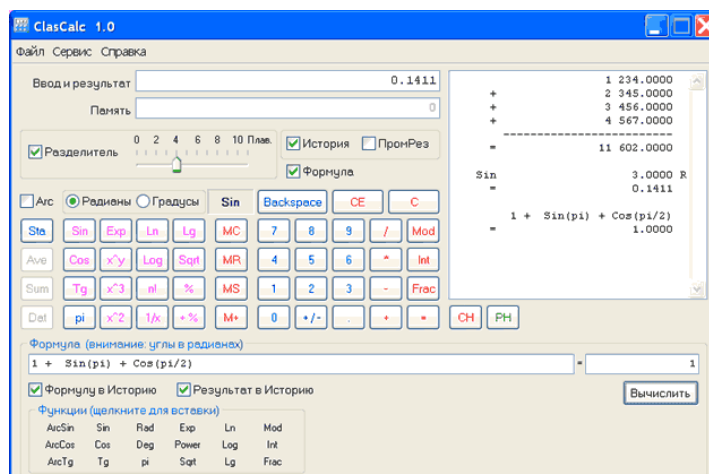 ClasCalc 1.0
Файл Сервис Справка
Ввод и результат 0.1411
Память 0
Разделитель 0 2 4 6 8 10 Плав.
История ПромРез
Формула
1 234.0000
+ 2 345.0000
+ 3 456.0000
+ 4 567.0000
----------------------------
= 11 602.0000
Sin 3.0000 R
= 0.1411
1 + Sin(pi) + Cos(pi/2)
= 1.0000
Arc Радианы Градусы Sin Backspace CE C
Sta Sin Exp Ln Lg MC 7 8 9 / Mod
Ave Cos x^y Log Sqrt MR 4 5 6 * Int
Sum Tg x^3 n! % MS 1 2 3 - Frac
Dat pi x^2 1/x +% M+ 0 +/- . + = CH PH
Формула (внимание: углы в радианах)
1 + Sin(pi) + Cos(pi/2) = 1
Формулу в Историю Результат в Историю Вычислить
Функции (щелкните для вставки)
ArcSin Sin Rad Exp Ln Mod
ArcCos Cos Deg Power Log Int
ArcTg Tg pi Sqrt Lg Frac